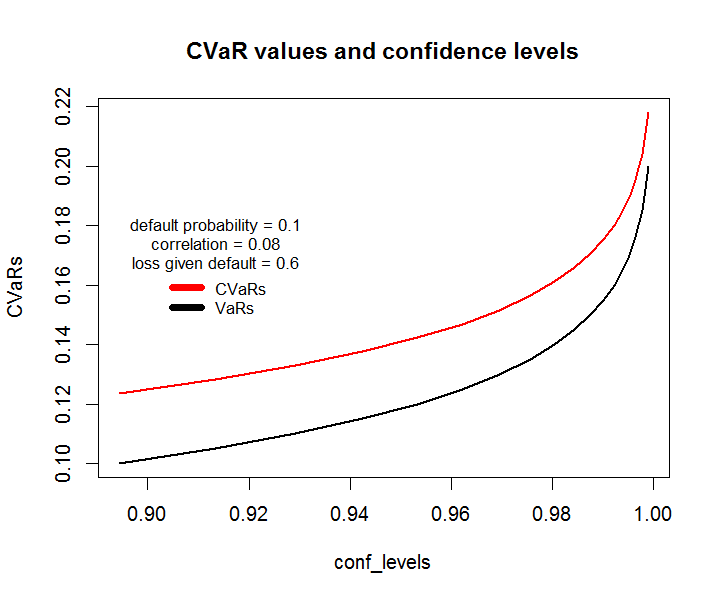 CVaR values and confidence levels
0.22
0.20
0.18
0.16
0.14
0.12
0.10
CVaRs
default probability = 0.1
correlation = 0.08
loss given default = 0.6
CVaRs
VaRs
0.90 0.92 0.94 0.96 0.98 1.00
conf_levels